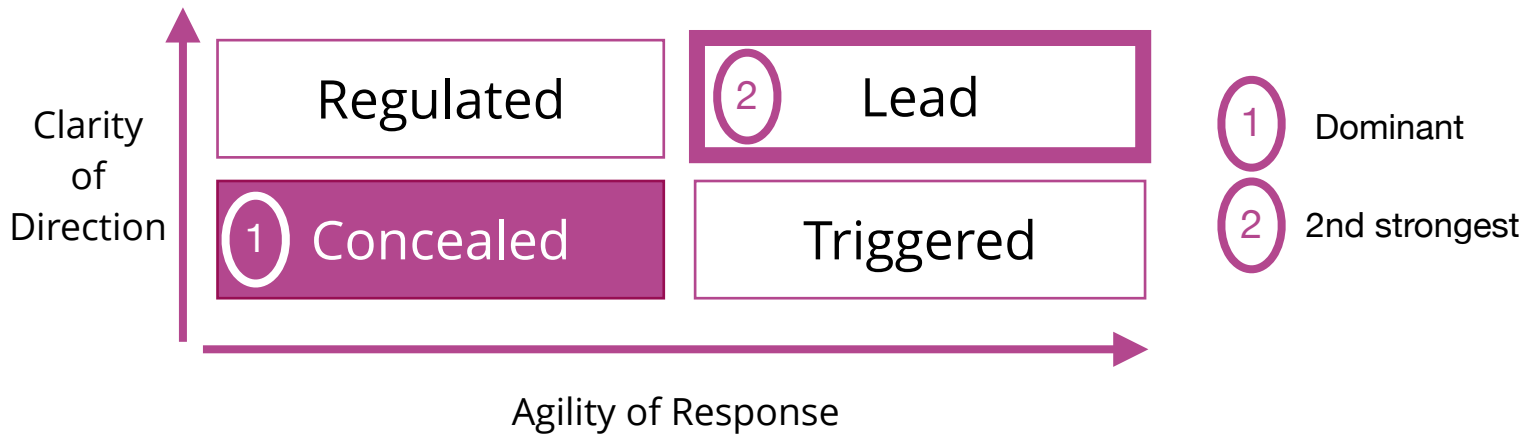 Clarity
of
Direction
Regulated
2 Lead
1 Concealed
Triggered
Agility of Response
1 Dominant
2 2nd strongest